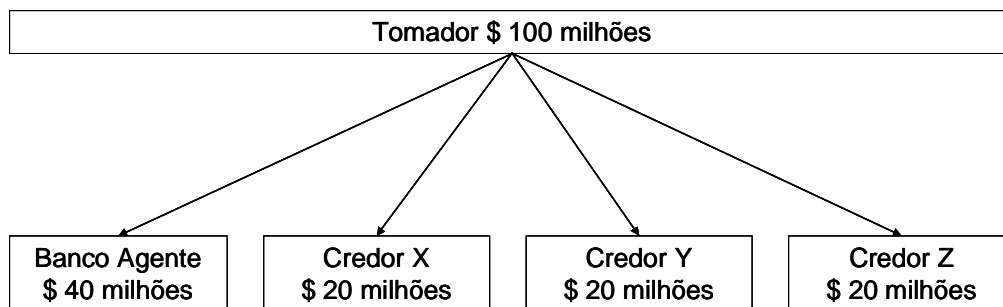 Tomador $ 100 milhões
Banco Agente
$ 40 milhões
Credor X
$ 20 milhões
Credor Y
$ 20 milhões
Credor Z
$ 20 milhões